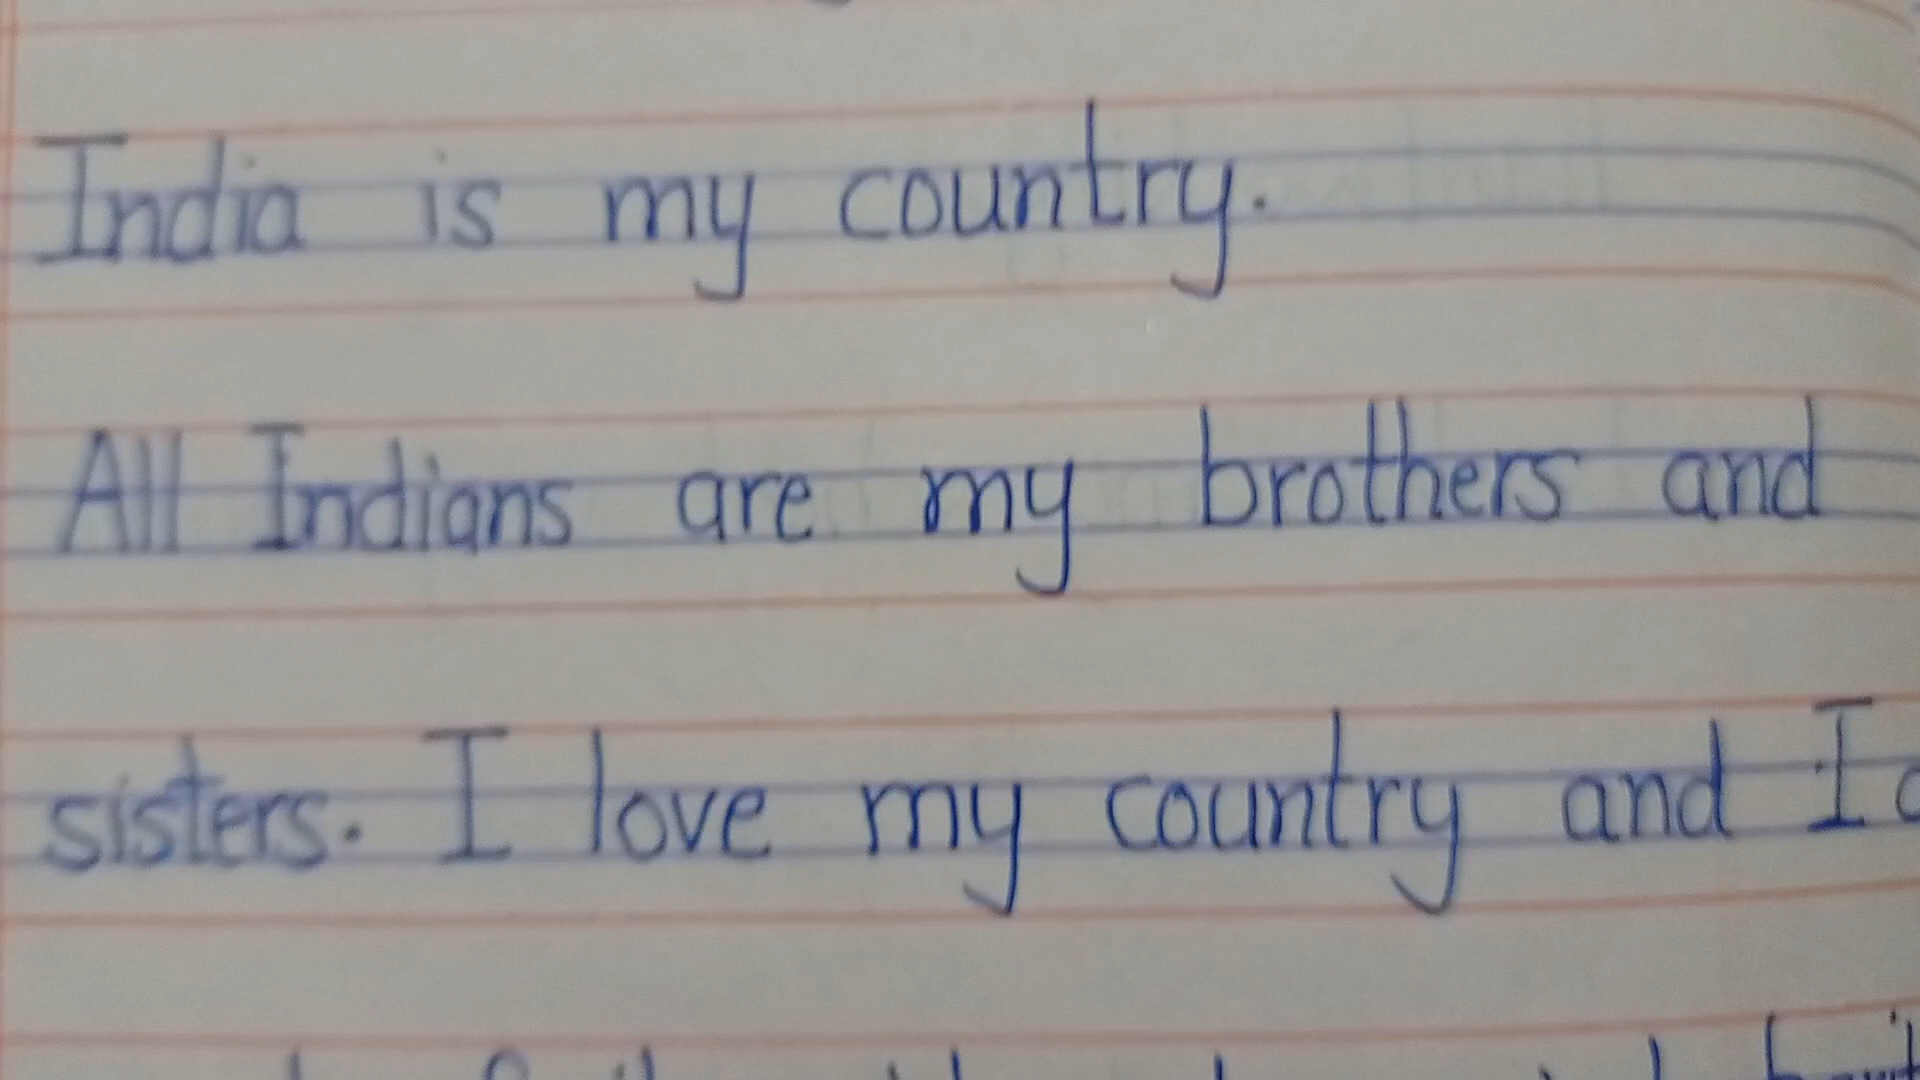 India is my country.
All Indians are my brothers and
sisters. I love my country and I